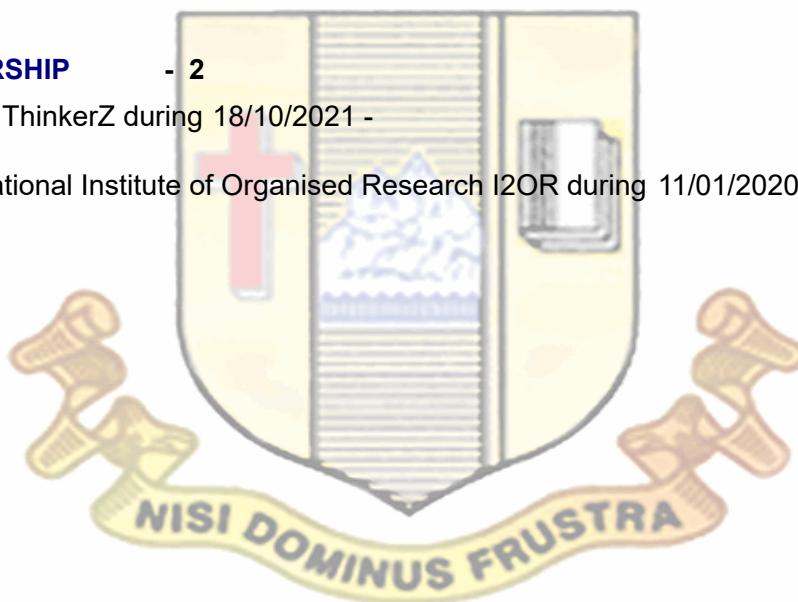 RSHIP - 2
ThinkerZ during 18/10/2021 -
ational Institute of Organised Research I2OR during 11/01/2020
NISI DOMINUS FRUSTRA